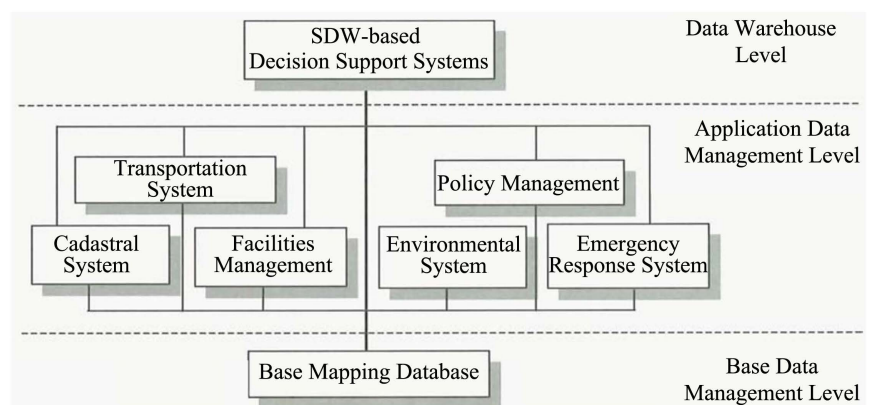 SDW-based
Decision Support Systems
Data Warehouse
Level
Application Data
Management Level
Transportation
System
Policy Management
Cadastral
System
Facilities
Management
Environmental
System
Emergency
Response System
Base Mapping Database
Base Data
Management Level